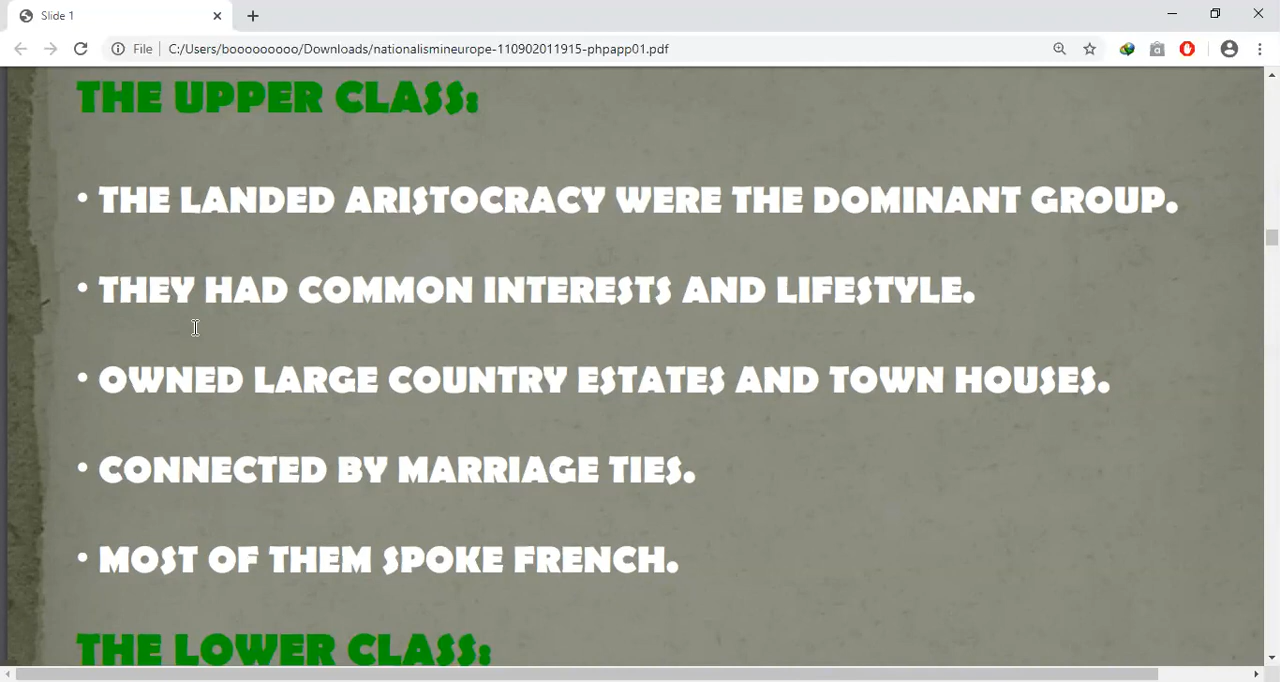 Slide 1
File
C:/Users/boooooooooo/Downloads/nationalismineurope-110902011915-phpapp01.pdf
THE UPPER CLASS:
• THE LANDED ARISTOCRACY WERE THE DOMINANT GROUP.
• THEY HAD COMMON INTERESTS AND LIFESTYLE.
• OWNED LARGE COUNTRY ESTATES AND TOWN HOUSES.
• CONNECTED BY MARRIAGE TIES.
• MOST OF THEM SPOKE FRENCH.
THE LOWER CLASS: